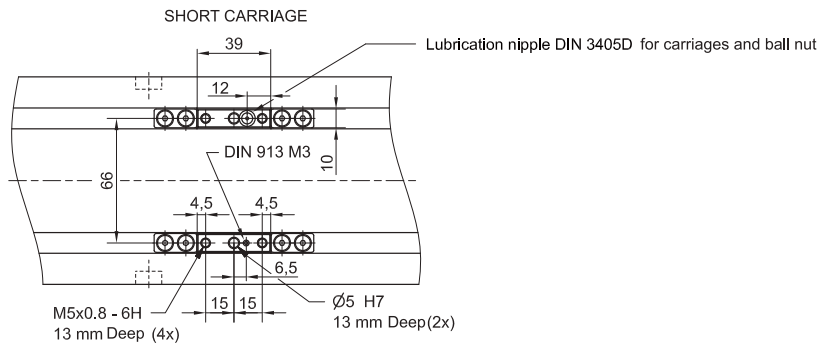 SHORT CARRIAGE
39
Lubrication nipple DIN 3405D for carriages and ball nut
12
DIN 913 M3
10
66
4,5
4,5
6,5
M5x0.8 - 6H
13 mm Deep (4x)
15
15
Ø5 H7
13 mm Deep(2x)